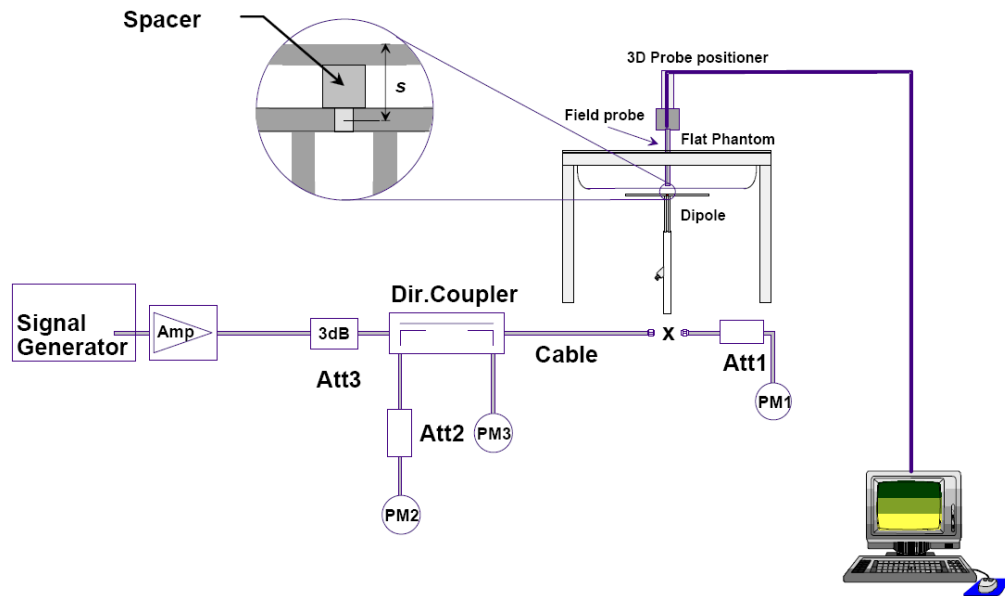 Spacer
s
3D Probe positioner
Field probe
Flat Phantom
Dipole
Dir.Coupler
Signal
Generator
Amp
3dB
Att3
Cable
x
Att1
PM1
Att2
PM3
PM2